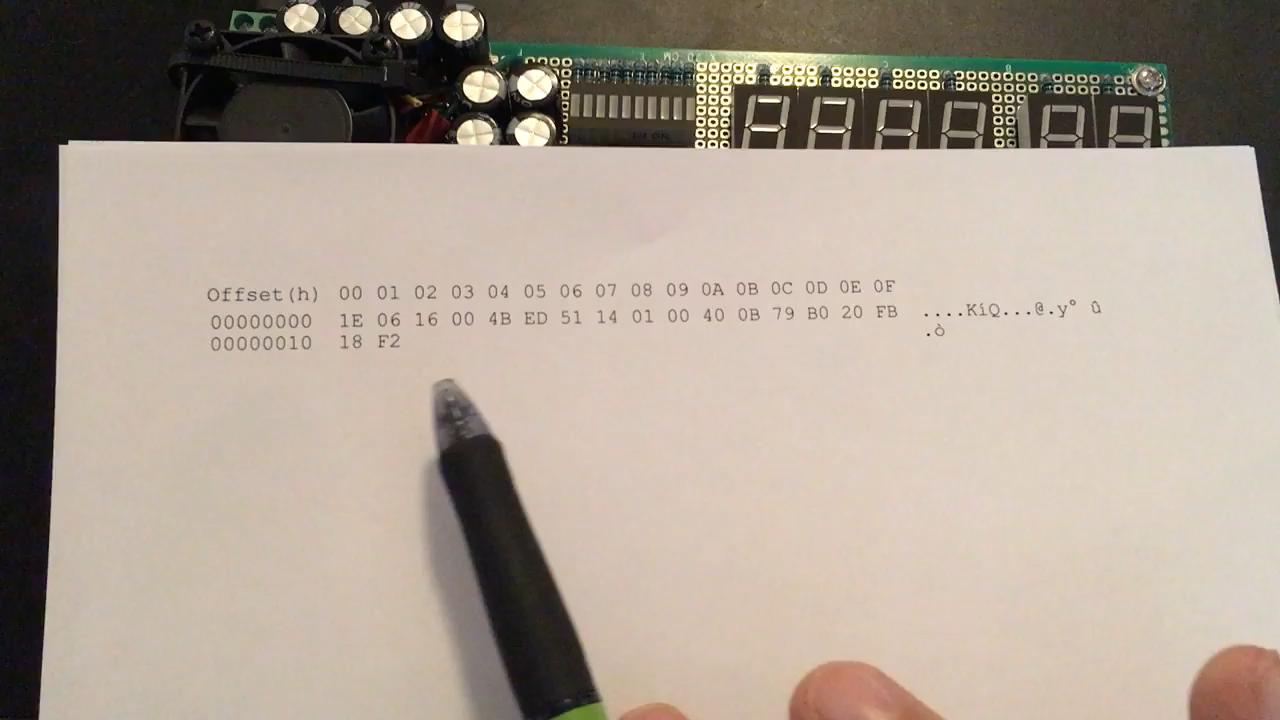 Offset(h) 00 01 02 03 04 05 06 07 08 09 0A 0B 0C 0D 0E 0F
00000000 1E 06 16 00 4B ED 51 14 01 00 40 0B 79 B0 20 FB ....KíQ...@.y° û
00000010 18 F2 .ò